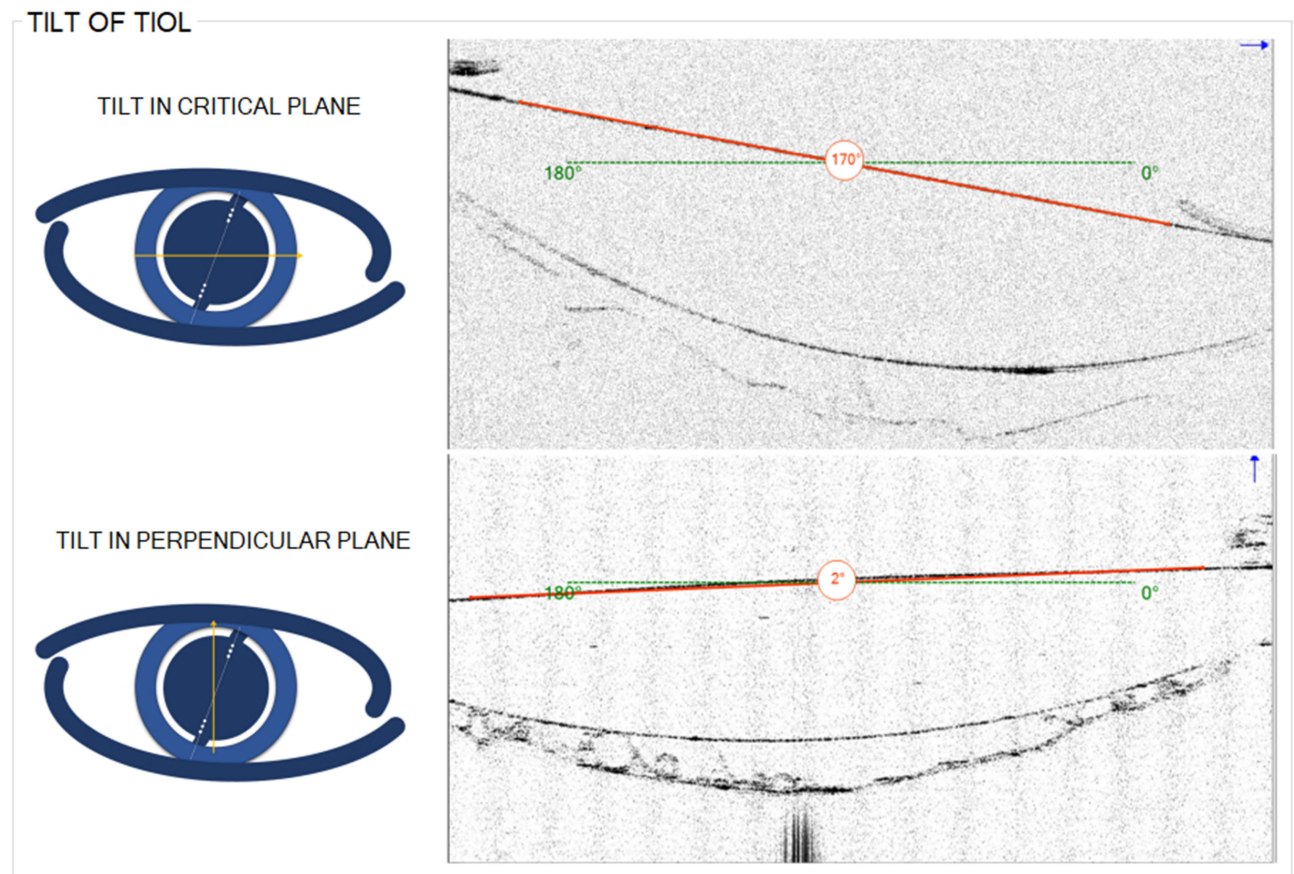 TILT OF TIOL
TILT IN CRITICAL PLANE
170°
180°
0°
TILT IN PERPENDICULAR PLANE
2°
180°
0°